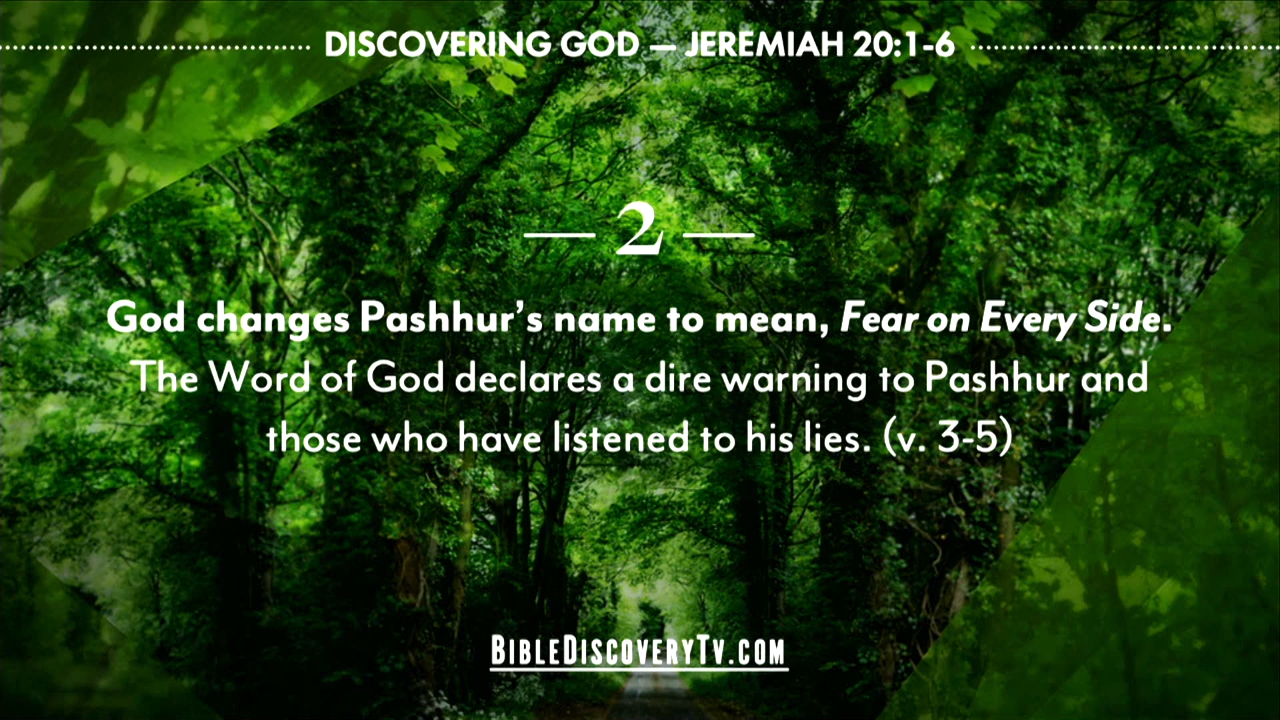 DISCOVERING GOD — JEREMIAH 20:1-6
— 2 —
God changes Pashhur’s name to mean, Fear on Every Side.
The Word of God declares a dire warning to Pashhur and
those who have listened to his lies. (v. 3-5)
BIBLEDISCOVERYTV.COM